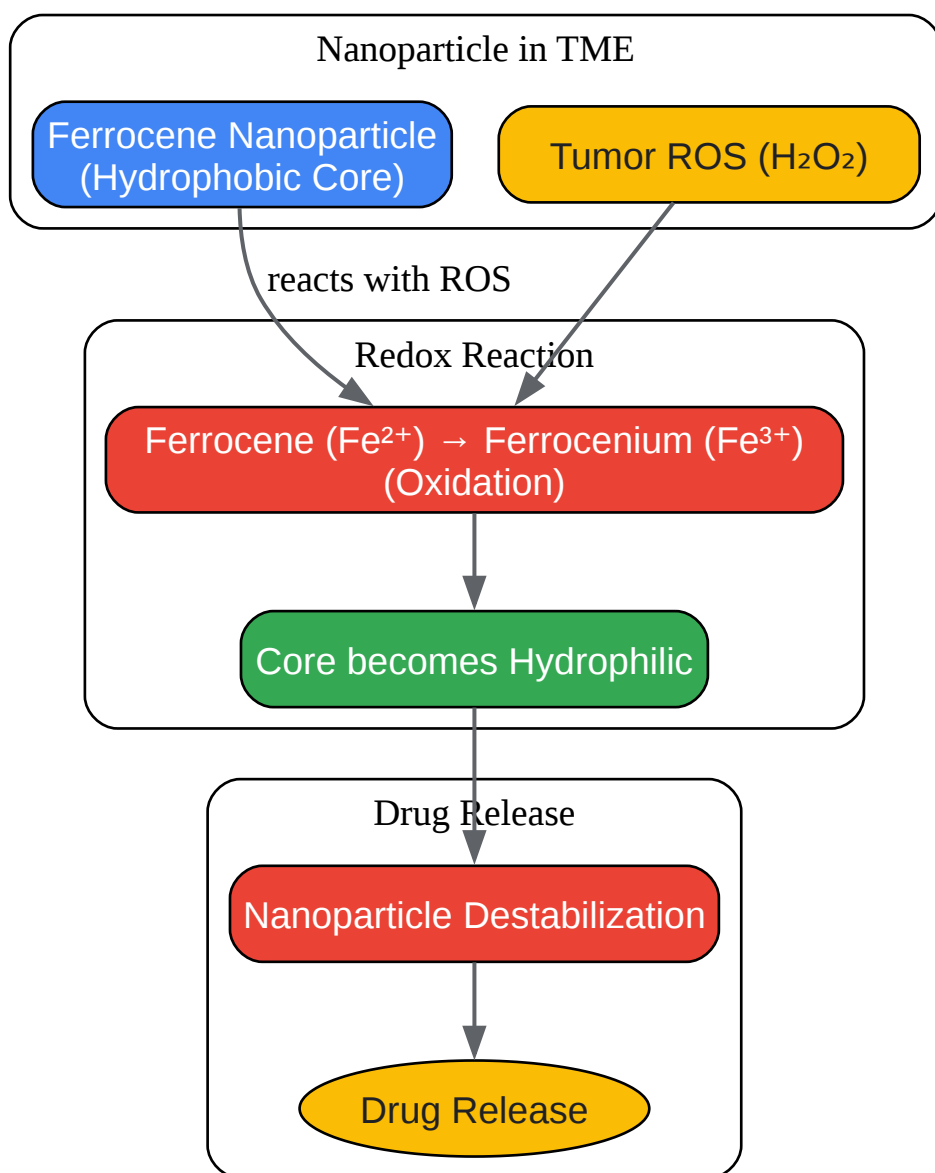 Nanoparticle in TME
Ferrocene Nanoparticle
(Hydrophobic Core)
Tumor ROS (H₂O₂)
reacts with ROS
Redox Reaction
Ferrocene (Fe²⁺) → Ferrocenium (Fe³⁺)
(Oxidation)
Core becomes Hydrophilic
Drug Release
Nanoparticle Destabilization
Drug Release